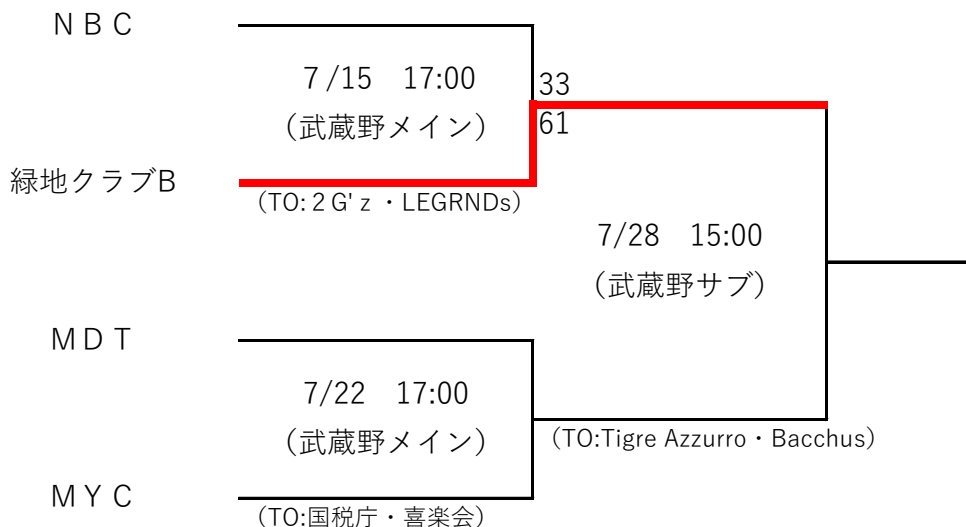 ＮＢＣ
７/15　17:00
（武蔵野メイン）
33
61
緑地クラブB
（TO:２G'ｚ・LEGRNDs）
7/28　15:00
（武蔵野サブ）
ＭＤＴ
7/22　17:00
（武蔵野メイン）
（TO:Tigre Azzurro・Bacchus）
ＭＹＣ
（TO:国税庁・喜楽会）